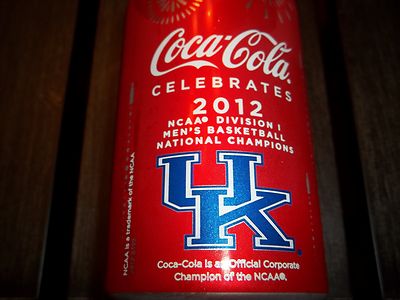 Coca-Cola®
CELEBRATES
2012
NCAA® DIVISION I
MEN'S BASKETBALL
NATIONAL CHAMPIONS
UK
Coca-Cola is an Official Corporate
Champion of the NCAA®.
NCAA is a trademark of the NCAA